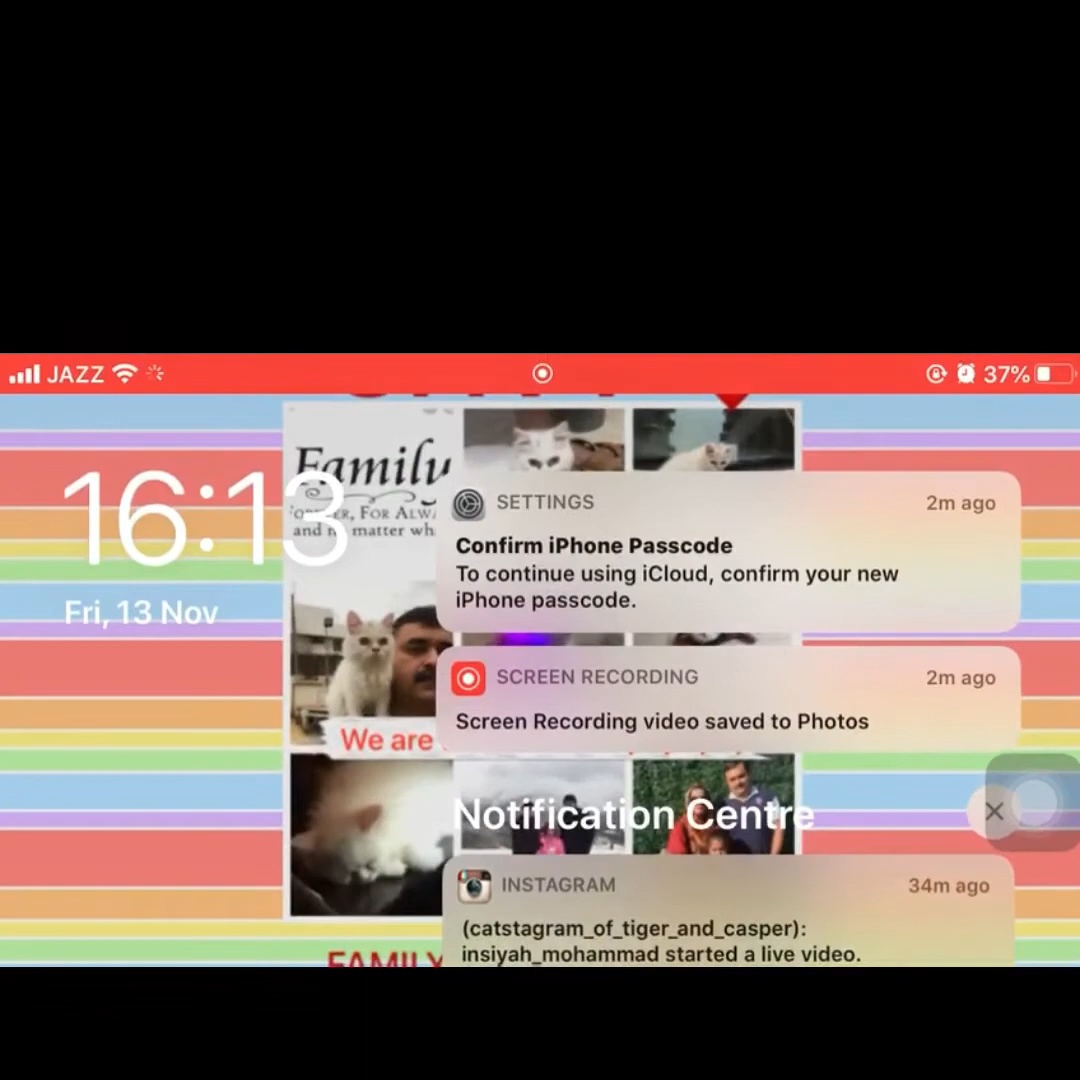 JAZZ
37%
Family
and matter wh
16:13
Fri, 13 Nov
SETTINGS
2m ago
Confirm iPhone Passcode
To continue using iCloud, confirm your new
iPhone passcode.
SCREEN RECORDING
2m ago
Screen Recording video saved to Photos
We are
Notification Centre
INSTAGRAM
34m ago
(catstagram_of_tiger_and_casper):
insiyah_mohammad started a live video.
FAMILY